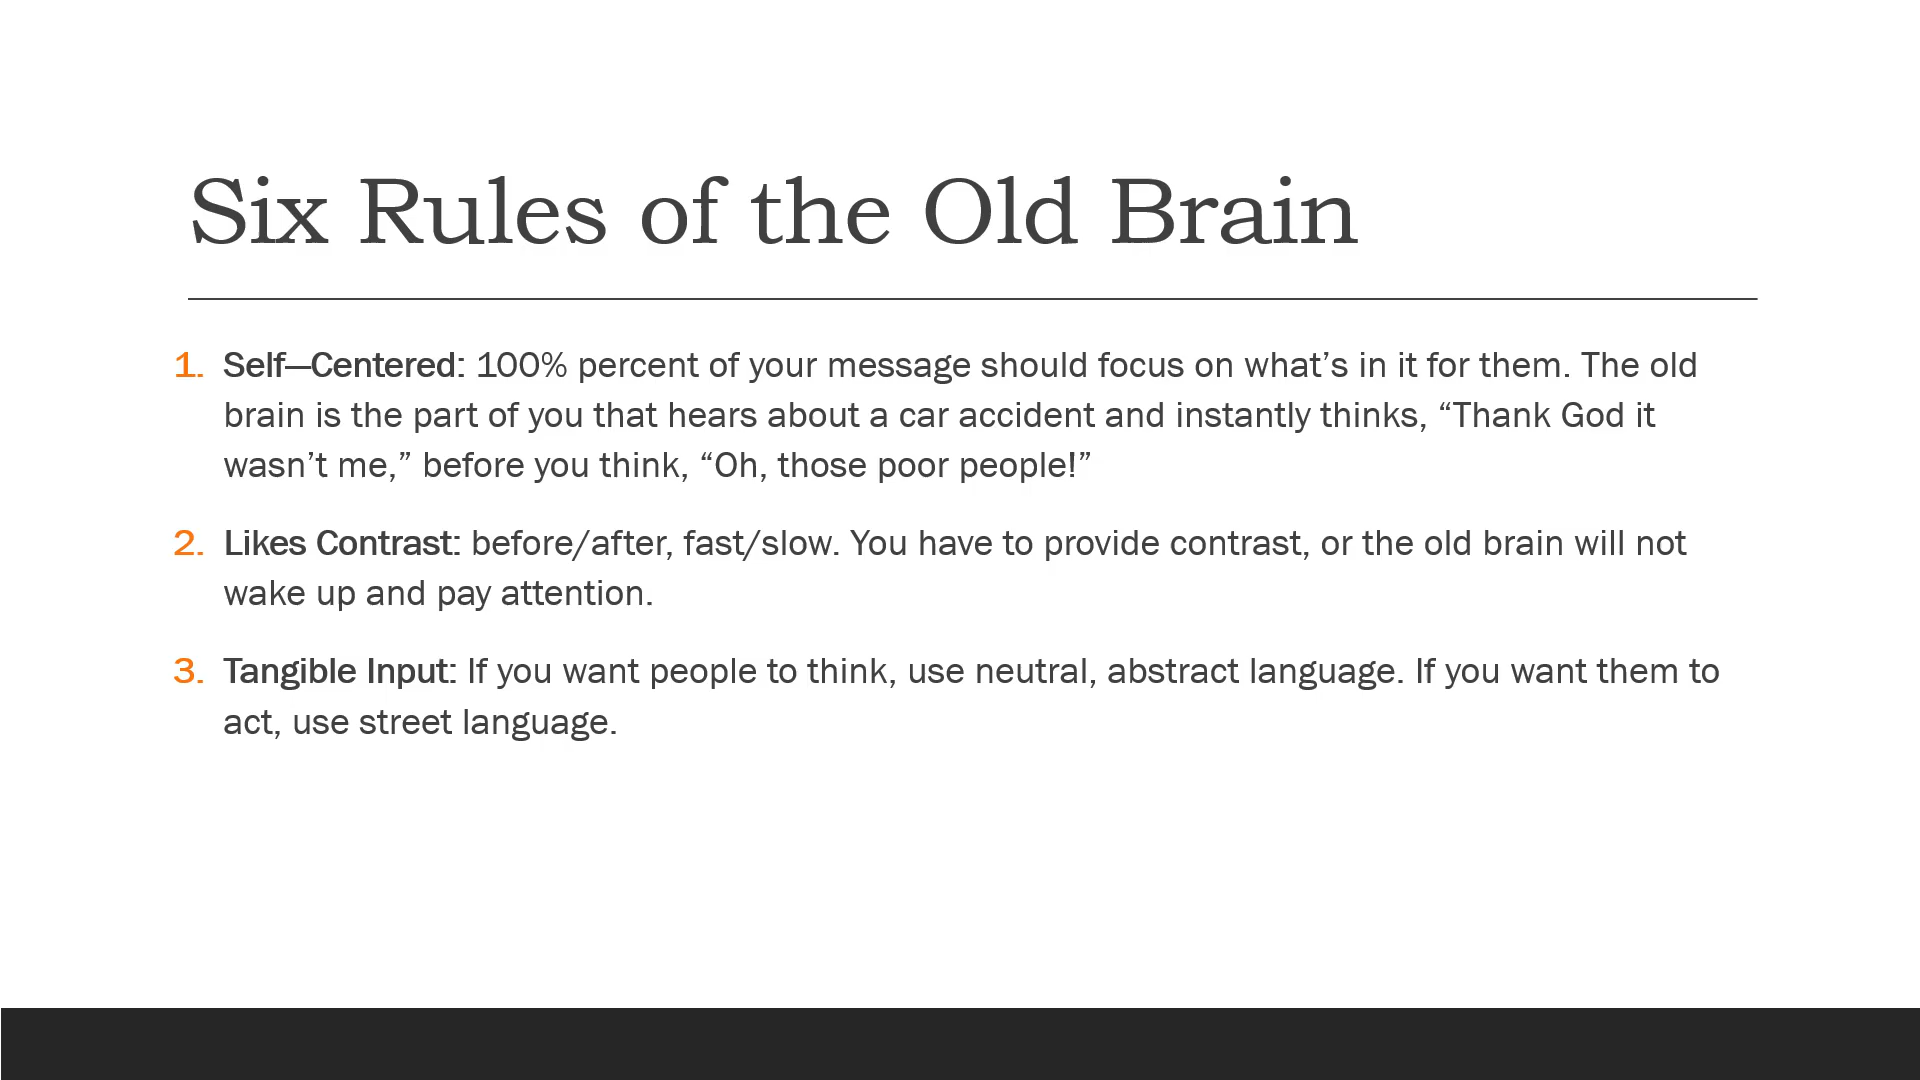 Six Rules of the Old Brain
1. Self—Centered: 100% percent of your message should focus on what’s in it for them. The old
brain is the part of you that hears about a car accident and instantly thinks, “Thank God it
wasn’t me,” before you think, “Oh, those poor people!”
2. Likes Contrast: before/after, fast/slow. You have to provide contrast, or the old brain will not
wake up and pay attention.
3. Tangible Input: If you want people to think, use neutral, abstract language. If you want them to
act, use street language.